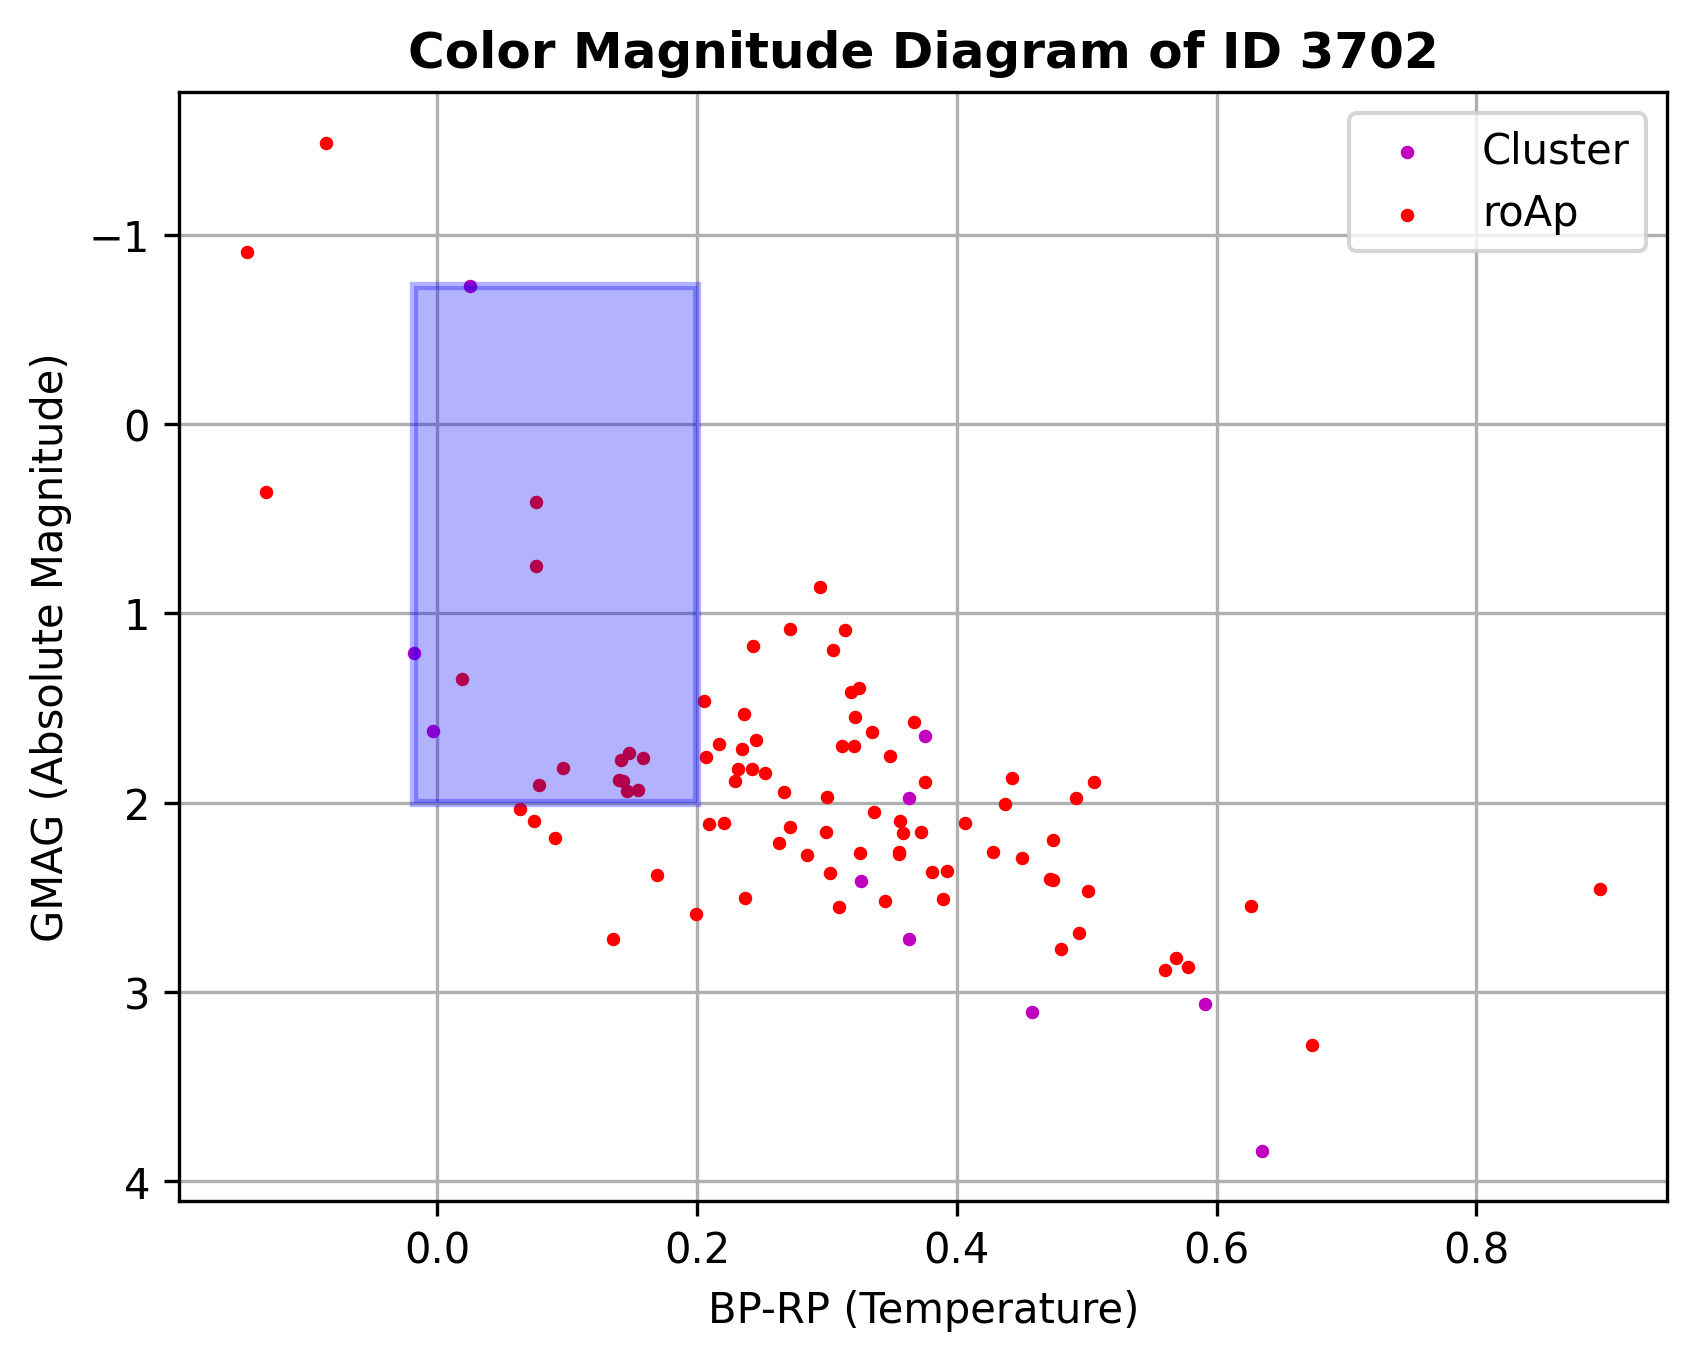 Color Magnitude Diagram of ID 3702
Cluster
roAp
−1
0
1
2
3
4
GMAG (Absolute Magnitude)
0.0 0.2 0.4 0.6 0.8
BP-RP (Temperature)